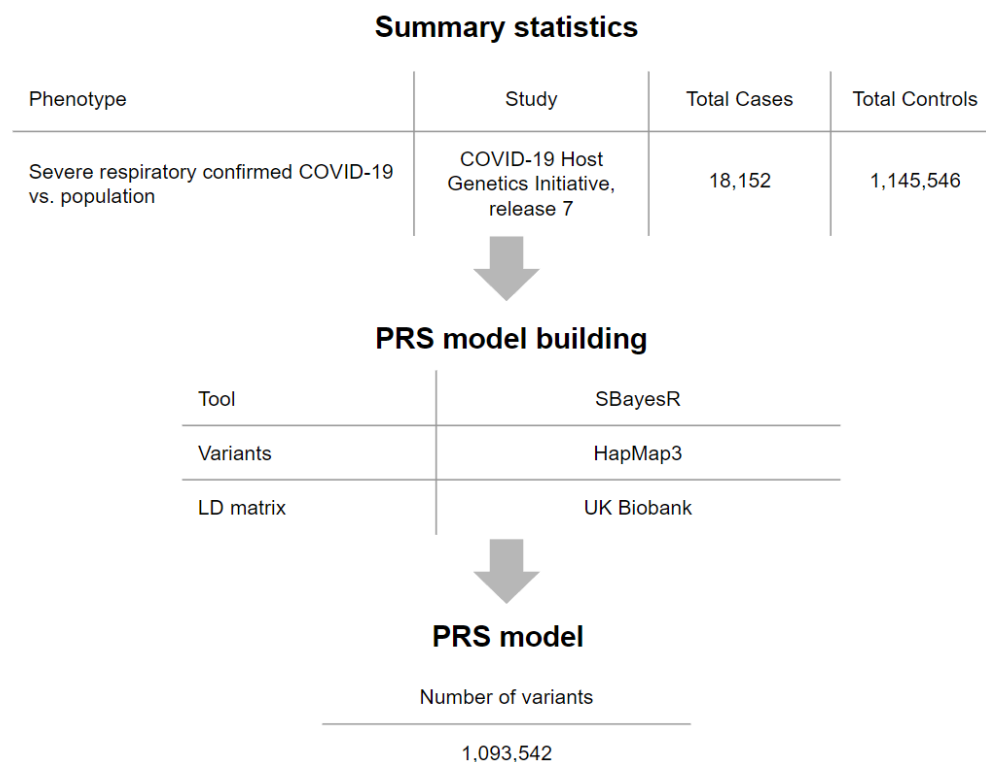 Summary statistics
Phenotype Study Total Cases Total Controls
Severe respiratory confirmed COVID-19
vs. population
COVID-19 Host
Genetics Initiative,
release 7
18,152
1,145,546
PRS model building
Tool SBayesR
Variants HapMap3
LD matrix UK Biobank
PRS model
Number of variants
1,093,542